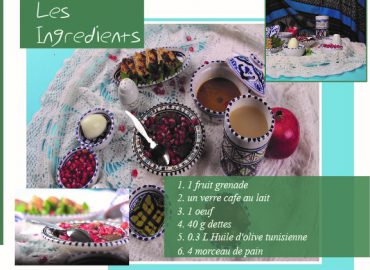 Les
Ingredients
1. 1 fruit grenade
2. un verre cafe au lait
3. 1 oeuf
4. 40 g dettes
5. 0.3 L Huile d'olive tunisienne
6. 4 morceau de pain